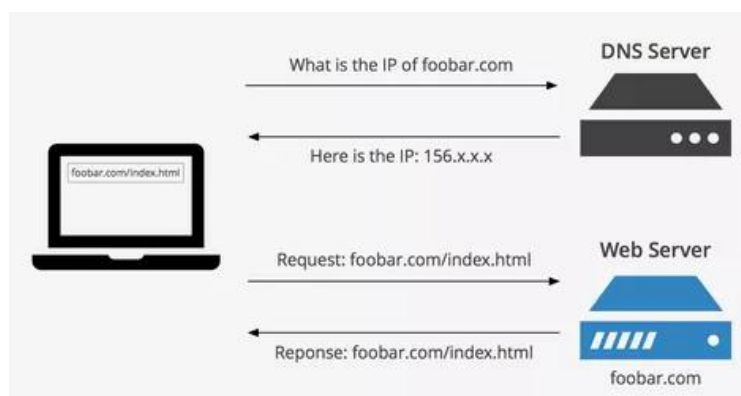 DNS Server
What is the IP of foobar.com
Here is the IP: 156.x.x.x
foobar.com/index.html
Web Server
Request: foobar.com/index.html
Reponse: foobar.com/index.html
foobar.com